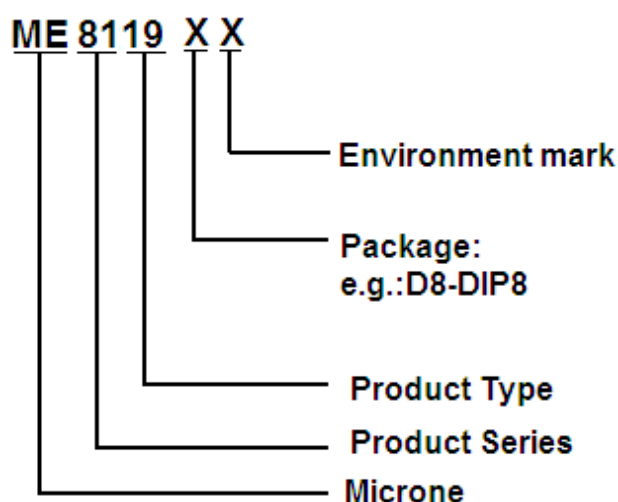 ME 8119 X X
Environment mark
Package:
e.g.:D8-DIP8
Product Type
Product Series
Microne